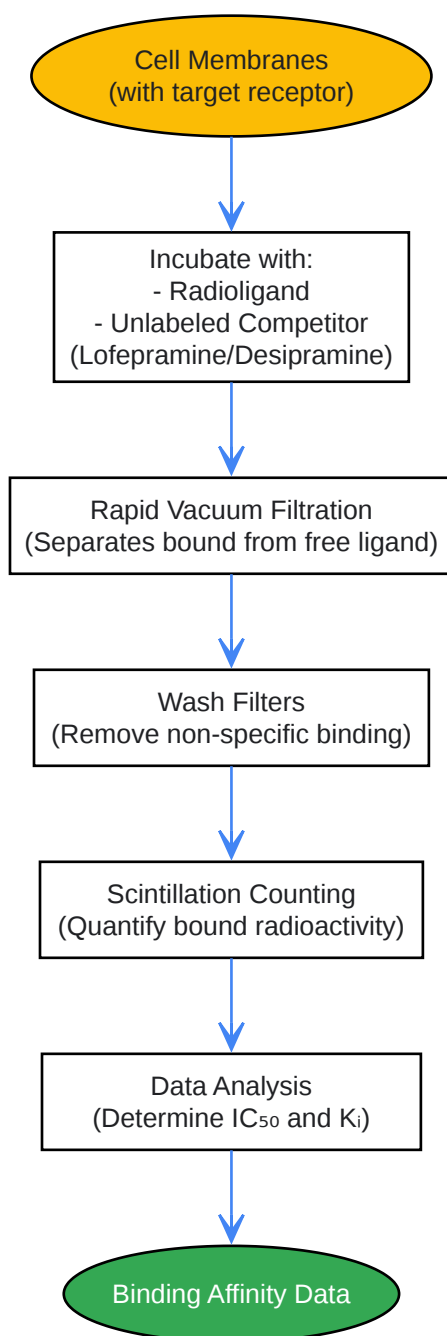 Cell Membranes
(with target receptor)
Incubate with:
- Radioligand
- Unlabeled Competitor
(Lofepramine/Desipramine)
Rapid Vacuum Filtration
(Separates bound from free ligand)
Wash Filters
(Remove non-specific binding)
Scintillation Counting
(Quantify bound radioactivity)
Data Analysis
(Determine IC₅₀ and Kᵢ)
Binding Affinity Data